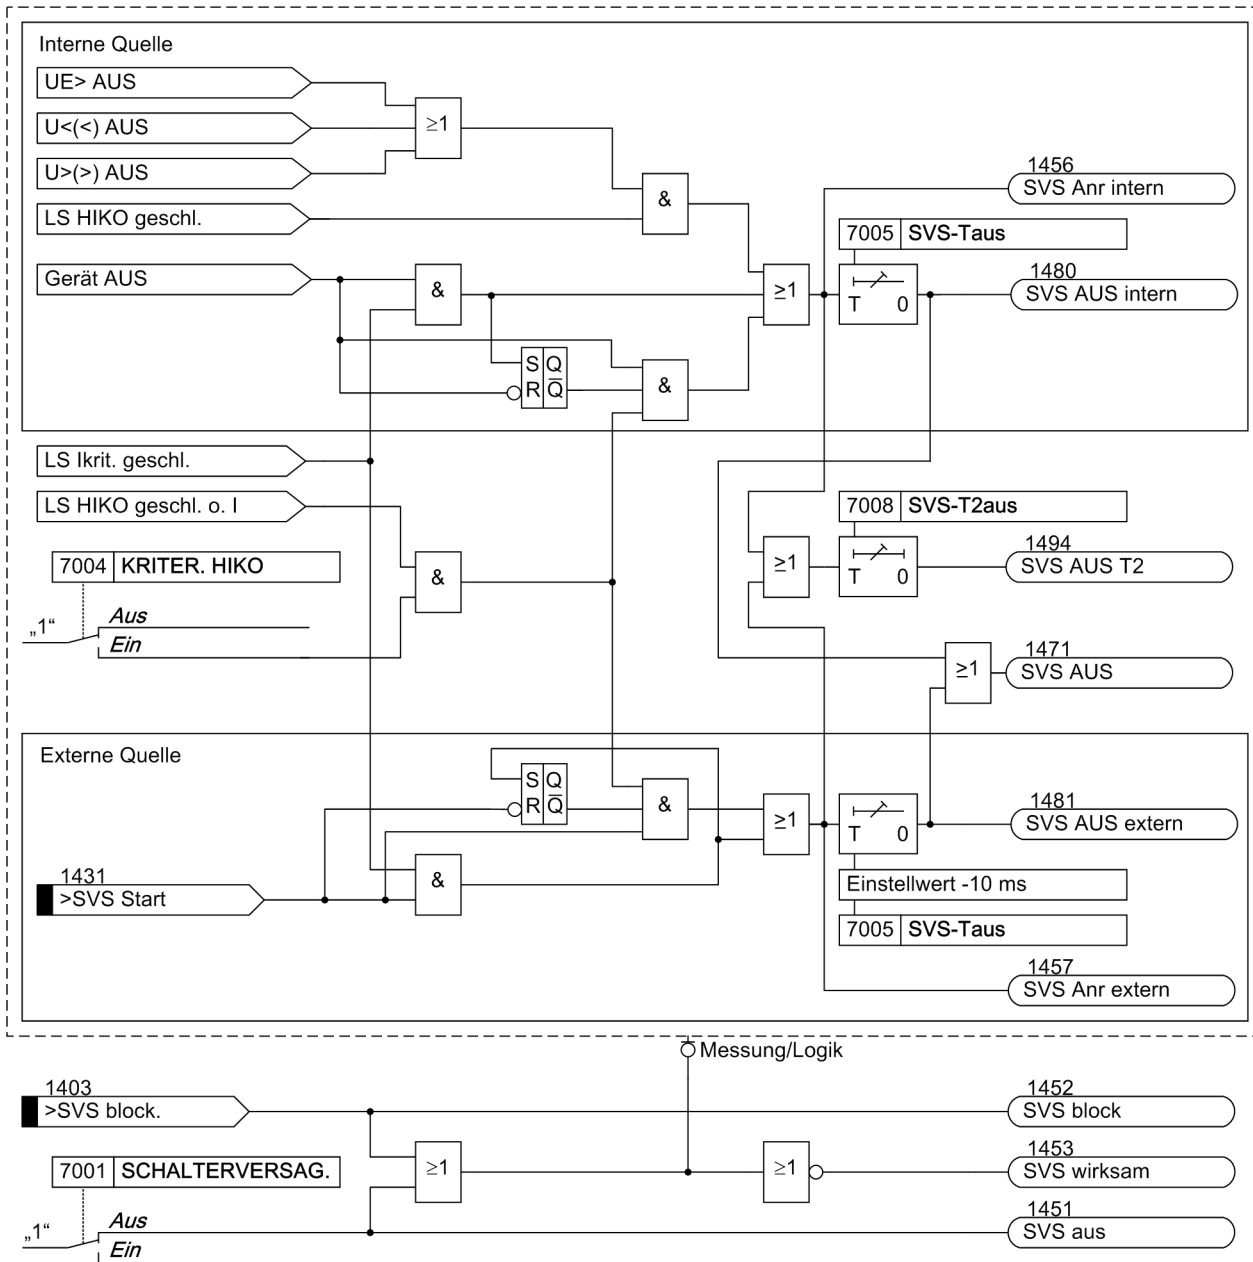 Interne Quelle
UE> AUS
U<(<) AUS
U>(>) AUS
LS HIKO geschl.
Gerät AUS
≥1
&
&
S Q
R Q̅
&
≥1
1456
SVS Anr intern
7005 SVS-Taus
T 0
1480
SVS AUS intern
LS Ikrit. geschl.
LS HIKO geschl. o. I
7004 KRITER. HIKO
„1“
Aus
Ein
&
7008 SVS-T2aus
≥1
T 0
1494
SVS AUS T2
≥1
1471
SVS AUS
Externe Quelle
S Q
R Q̅
&
≥1
T 0
1481
SVS AUS extern
1431
>SVS Start
&
Einstellwert -10 ms
7005 SVS-Taus
1457
SVS Anr extern
Messung/Logik
1403
>SVS block.
1452
SVS block
7001 SCHALTERVERSAG.
≥1
≥1
1453
SVS wirksam
„1“
Aus
Ein
1451
SVS aus